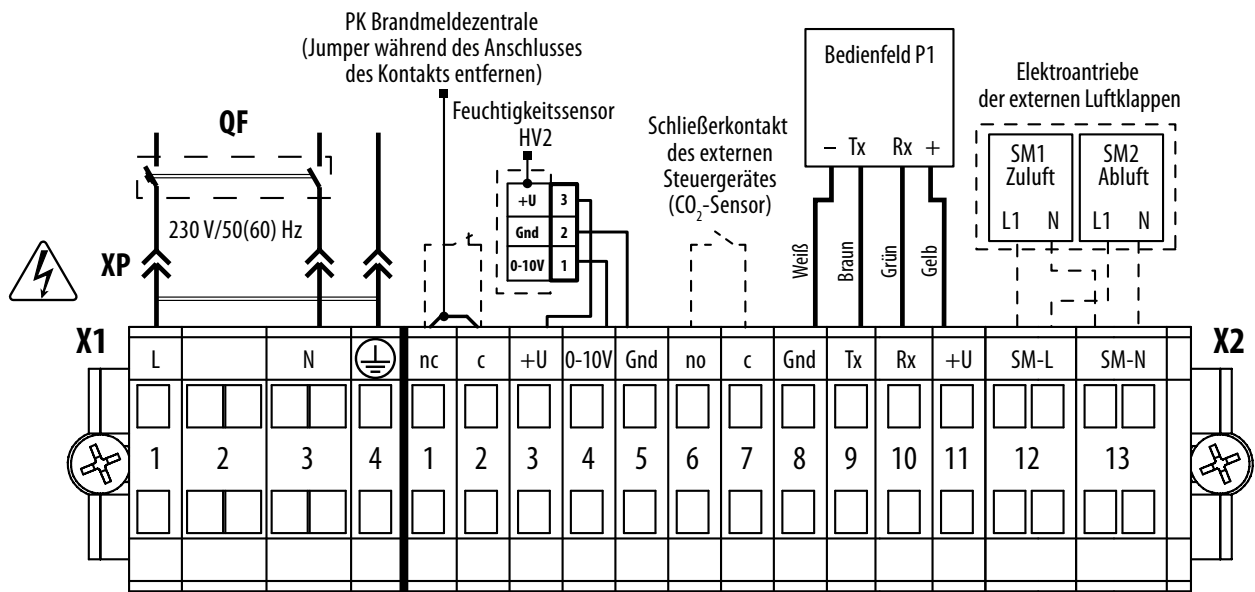 PK Brandmeldezentrale
(Jumper während des Anschlusses
des Kontakts entfernen)
QF
230 V/50(60) Hz
XP
Feuchtigkeitssensor
HV2
+U 3
Gnd 2
0-10V 1
Schließerkontakt
des externen
Steuergerätes
(CO₂-Sensor)
Bedienfeld P1
– Tx Rx +
Weiß
Braun
Grün
Gelb
Elektroantriebe
der externen Luftklappen
SM1
Zuluft
L1 N
SM2
Abluft
L1 N
X1
X2
L N nc c +U 0-10V Gnd no c Gnd Tx Rx +U SM-L SM-N
1 2 3 4 1 2 3 4 5 6 7 8 9 10 11 12 13